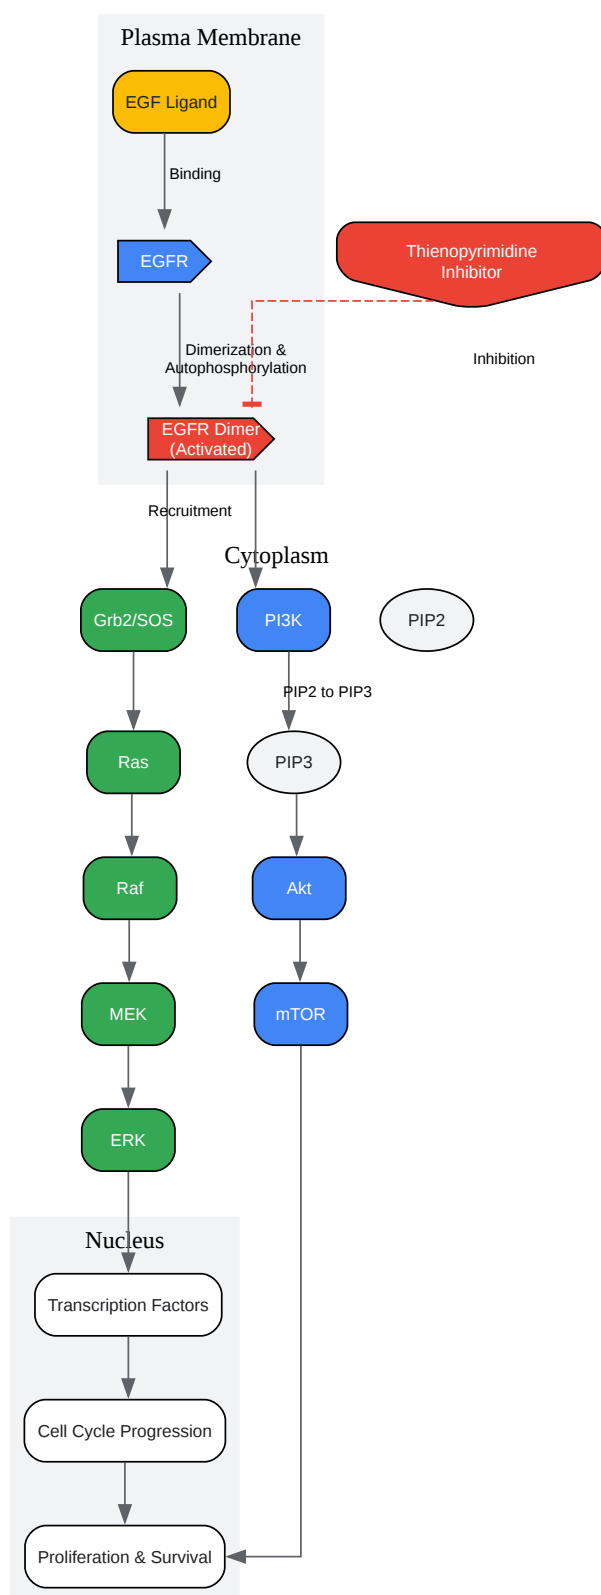 Plasma Membrane
EGF Ligand
Binding
EGFR
Thienopyrimidine
Inhibitor
Dimerization &
Autophosphorylation
Inhibition
EGFR Dimer
(Activated)
Recruitment
Cytoplasm
Grb2/SOS
PI3K
PIP2
PIP2 to PIP3
Ras
PIP3
Raf
Akt
MEK
mTOR
ERK
Nucleus
Transcription Factors
Cell Cycle Progression
Proliferation & Survival